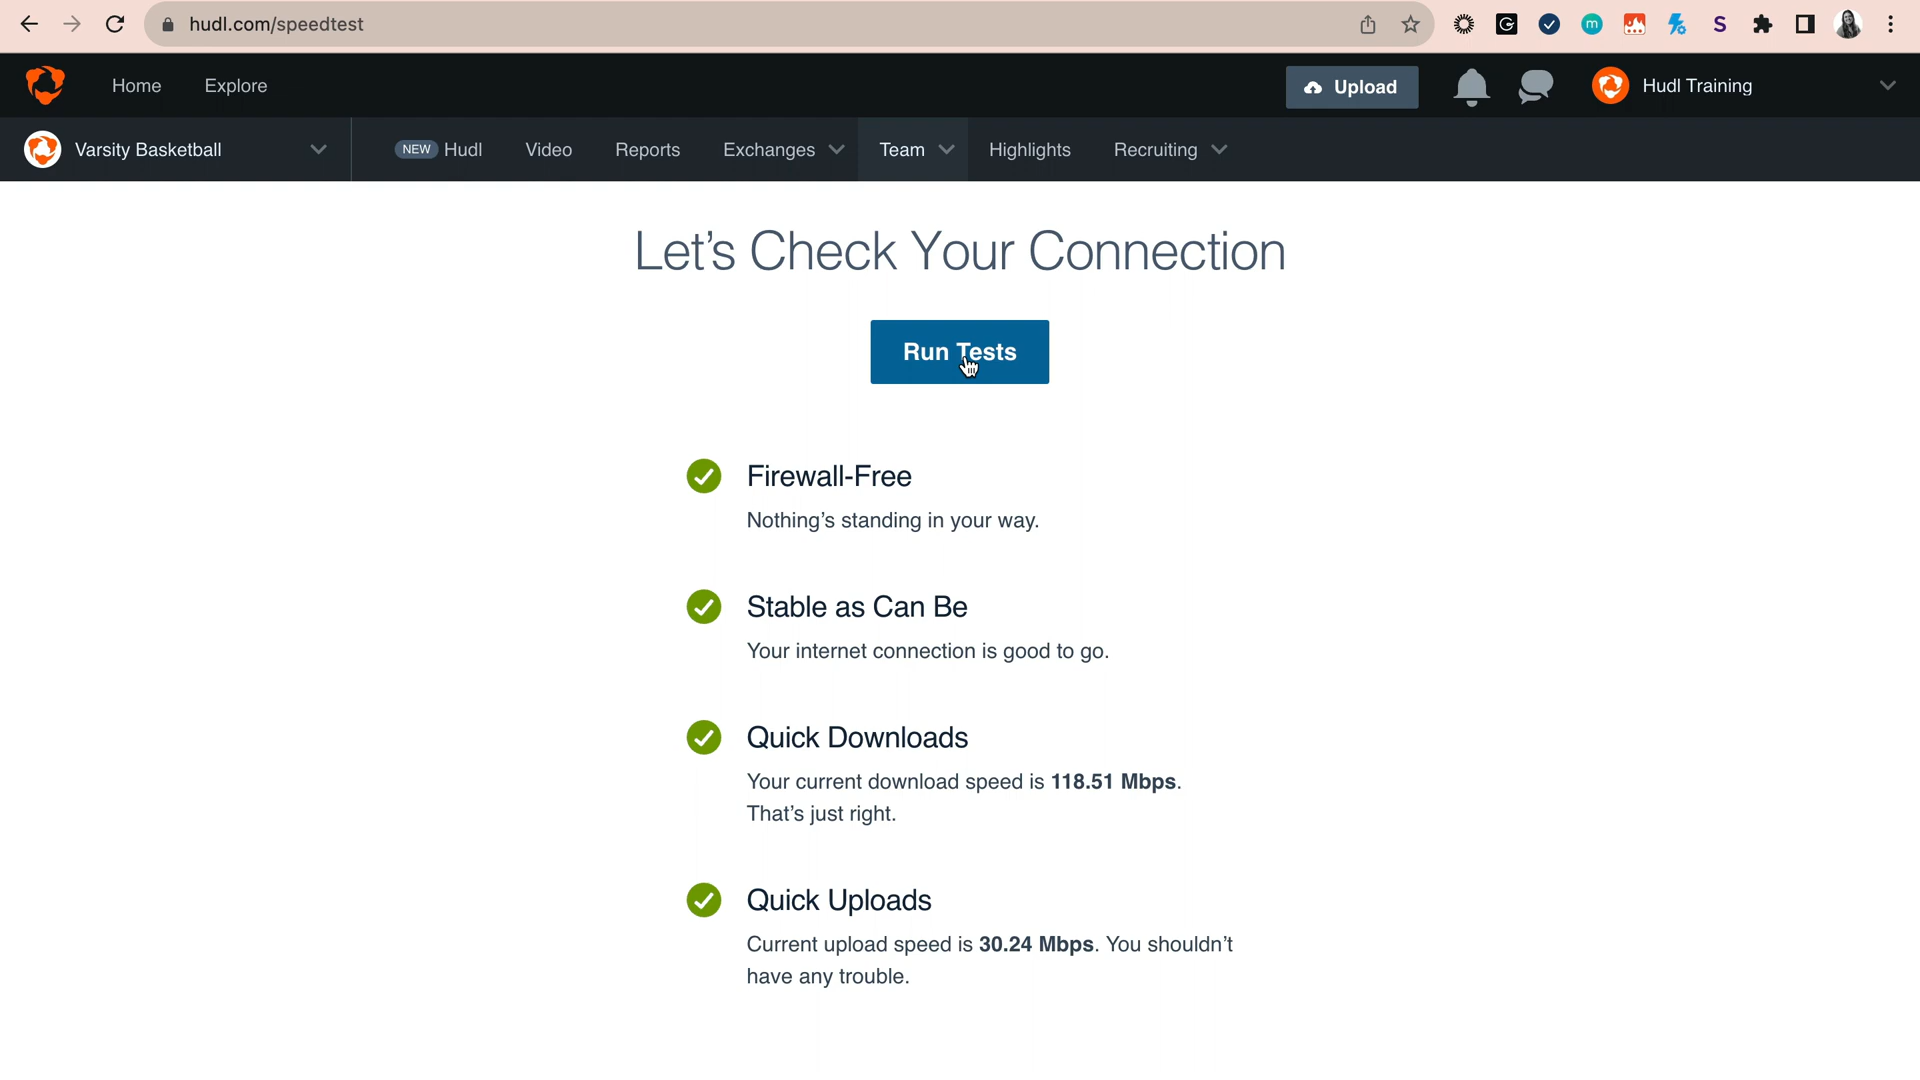 hudl.com/speedtest
Home Explore Upload Hudl Training
Varsity Basketball NEW Hudl Video Reports Exchanges Team Highlights Recruiting
Let’s Check Your Connection
Run Tests
Firewall-Free
Nothing’s standing in your way.
Stable as Can Be
Your internet connection is good to go.
Quick Downloads
Your current download speed is 118.51 Mbps.
That’s just right.
Quick Uploads
Current upload speed is 30.24 Mbps. You shouldn’t
have any trouble.